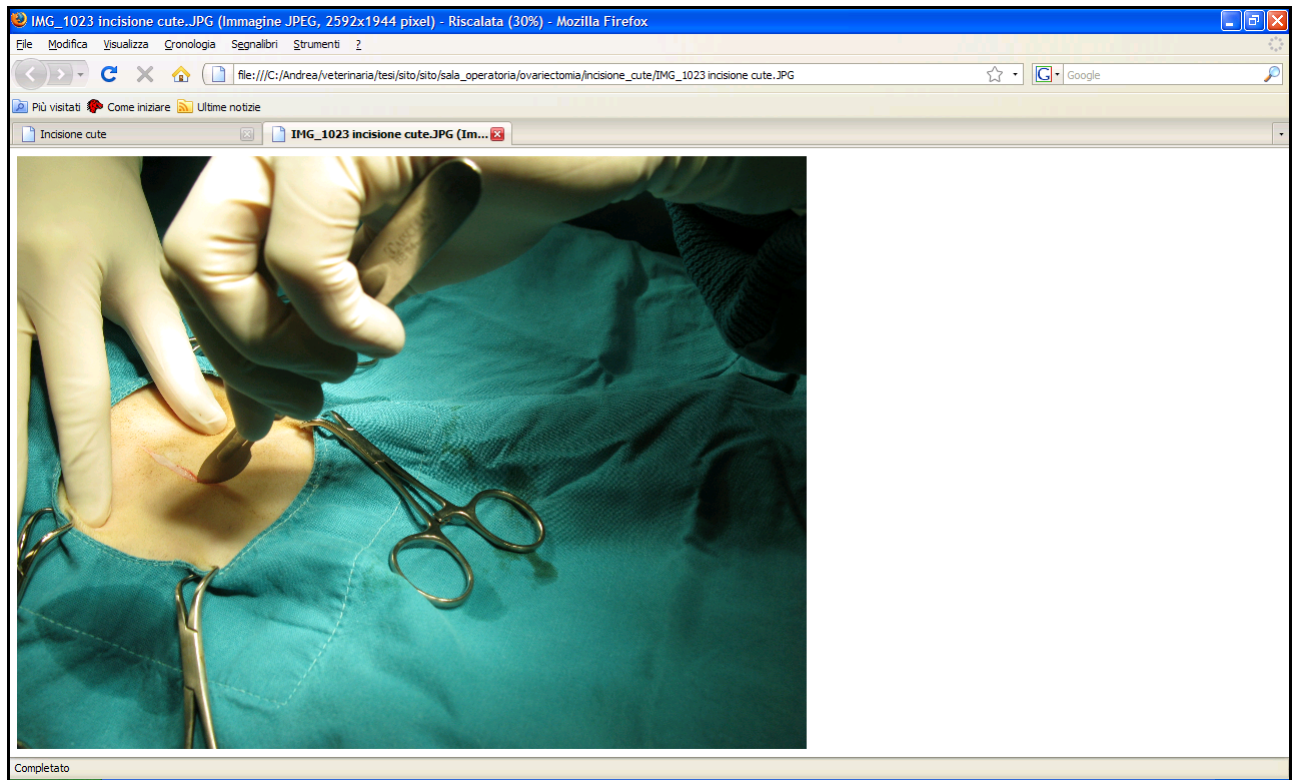 IMG_1023 incisione cute.JPG (Immagine JPEG, 2592x1944 pixel) - Riscalata (30%) - Mozilla Firefox
File Modifica Visualizza Cronologia Segnalibri Strumenti ?
file:///C:/Andrea/veterinaria/tesi/sito/sito/sala_operatoria/ovariectomia/incisione_cute/IMG_1023 incisione cute.JPG
G Google
Più visitati Come iniziare Ultime notizie
Incisione cute IMG_1023 incisione cute.JPG (Im...
Completato